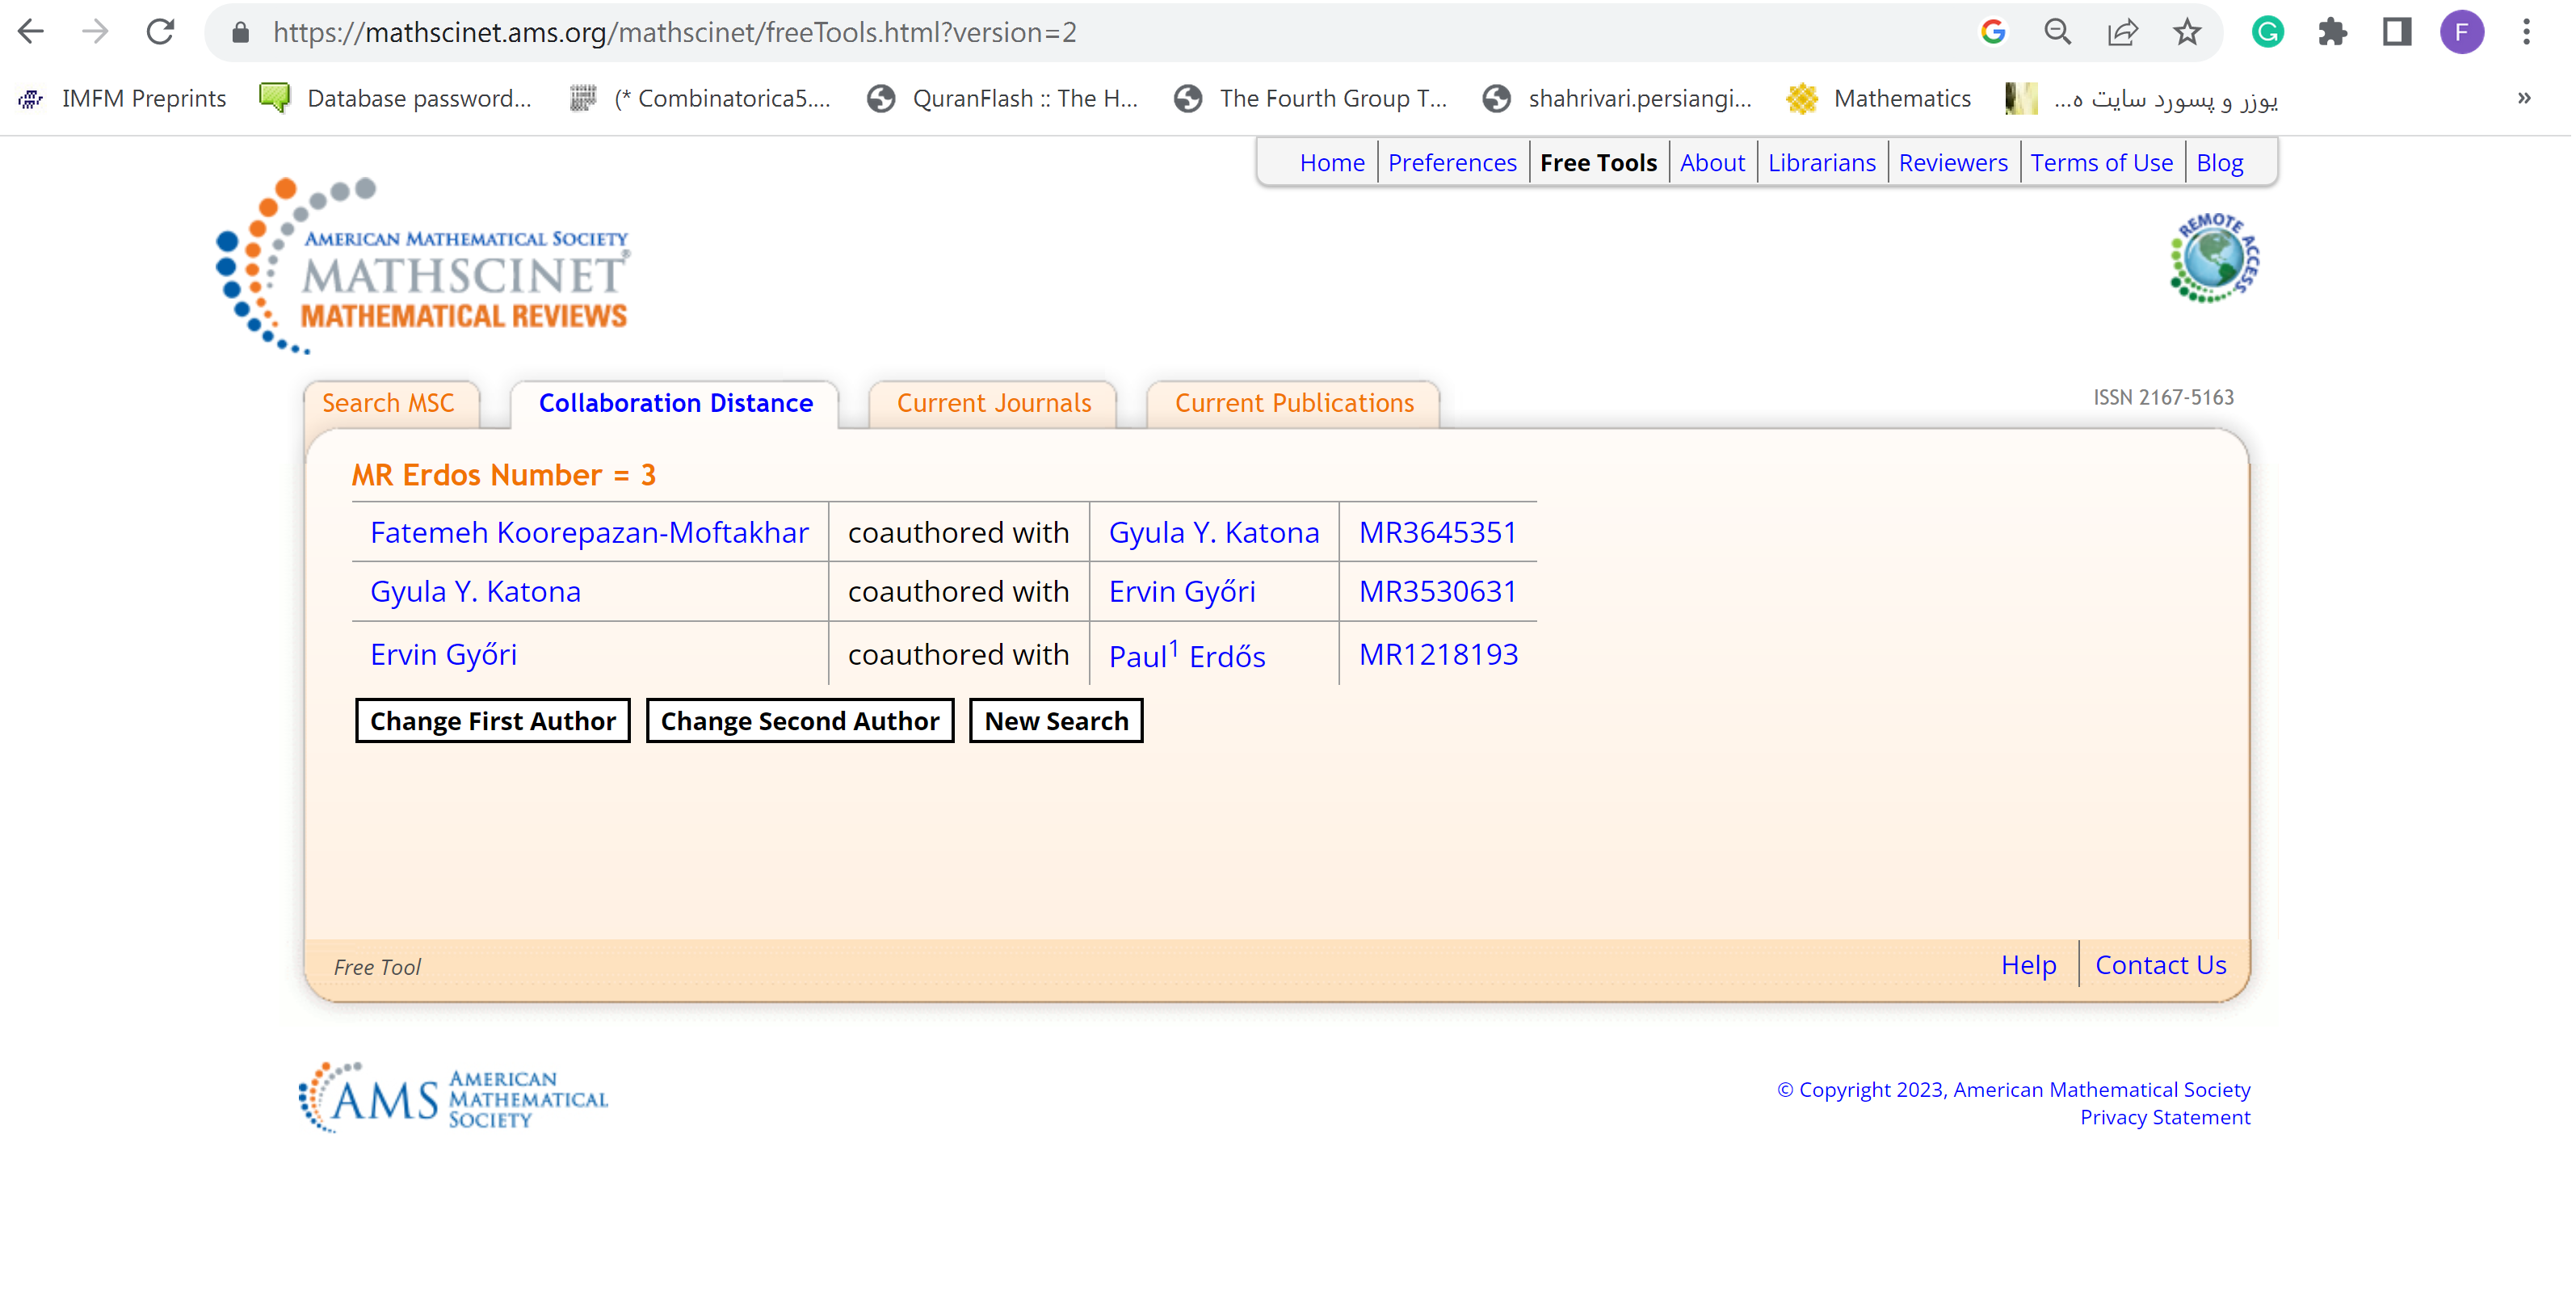 https://mathscinet.ams.org/mathscinet/freeTools.html?version=2
F
IMFM Preprints Database password... (* Combinatorica5.... QuranFlash :: The H... The Fourth Group T... shahrivari.persiangi... Mathematics یوزر و پسورد سایت ه... »
Home Preferences Free Tools About Librarians Reviewers Terms of Use Blog
AMERICAN MATHEMATICAL SOCIETY
MATHSCINET®
MATHEMATICAL REVIEWS
REMOTE ACCESS
Search MSC Collaboration Distance Current Journals Current Publications ISSN 2167-5163
MR Erdos Number = 3
Fatemeh Koorepazan-Moftakhar coauthored with Gyula Y. Katona MR3645351
Gyula Y. Katona coauthored with Ervin Győri MR3530631
Ervin Győri coauthored with Paul¹ Erdős MR1218193
Change First Author Change Second Author New Search
Free Tool Help Contact Us
AMS AMERICAN
MATHEMATICAL
SOCIETY
© Copyright 2023, American Mathematical Society
Privacy Statement